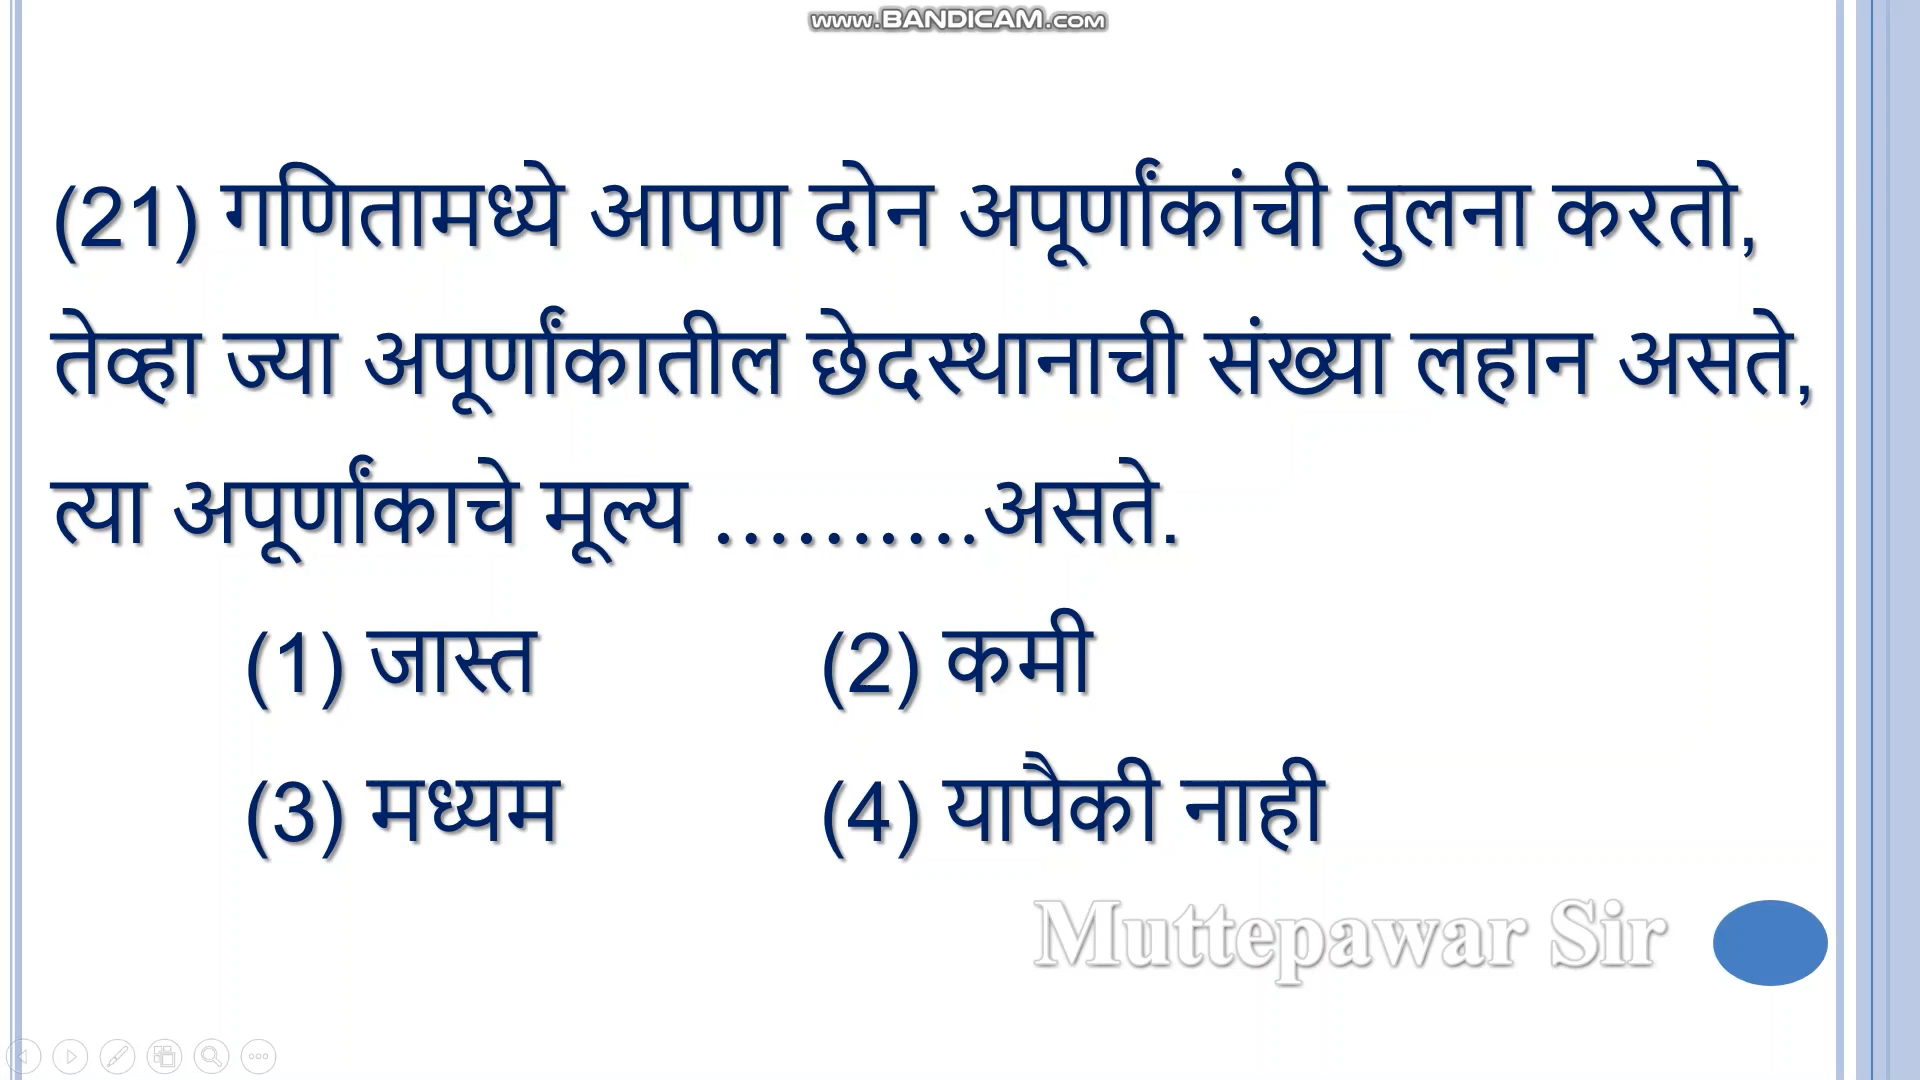 www.BANDICAM.com
(21) गणितामध्ये आपण दोन अपूर्णांकांची तुलना करतो,
तेव्हा ज्या अपूर्णांकातील छेदस्थानाची संख्या लहान असते,
त्या अपूर्णांकाचे मूल्य ..........असते.
(1) जास्त (2) कमी
(3) मध्यम (4) यापैकी नाही
Muttepawar Sir